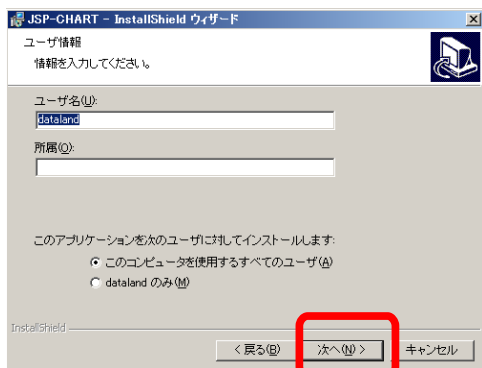 JSP-CHART - InstallShield ウィザード
ユーザ情報
情報を入力してください。
ユーザ名(U):
dataland
所属(O):
このアプリケーションを次のユーザに対してインストールします:
このコンピュータを使用するすべてのユーザ(A)
dataland のみ(M)
InstallShield
< 戻る(B) 次へ(N) > キャンセル